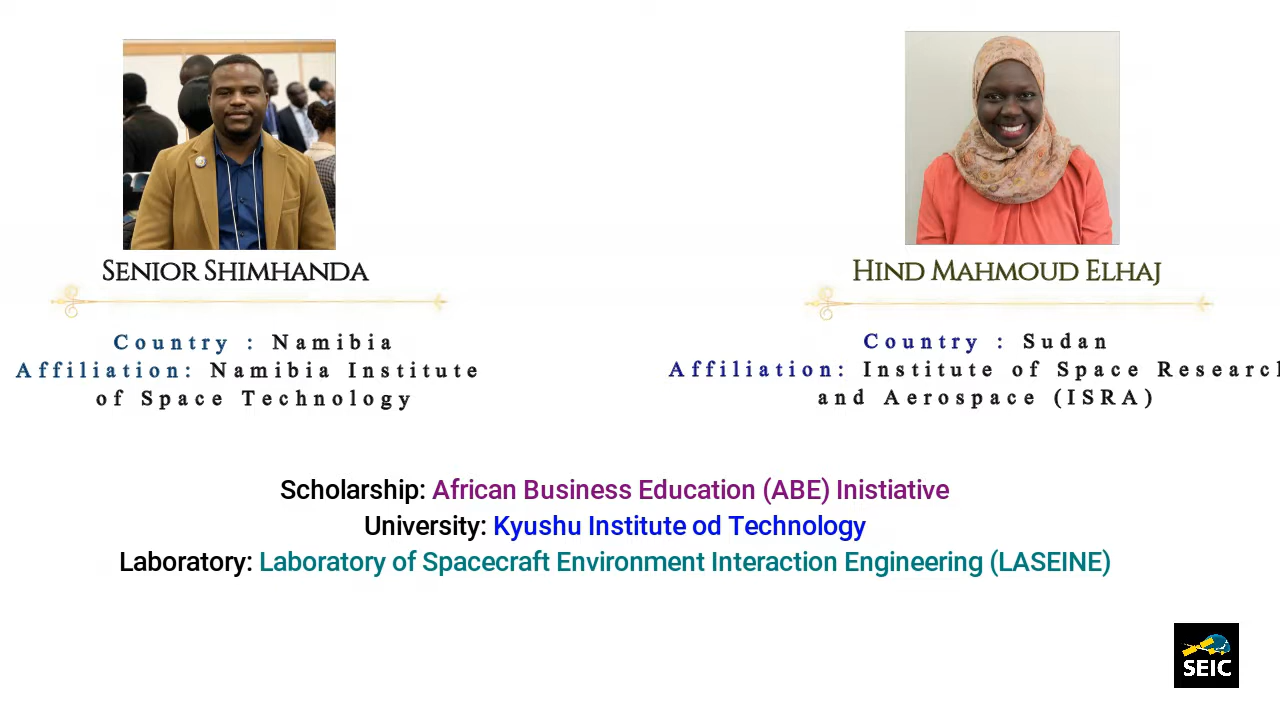 Senior Shimhanda
Country : Namibia
Affiliation: Namibia Institute
of Space Technology
Hind Mahmoud Elhaj
Country : Sudan
Affiliation: Institute of Space Research
and Aerospace (ISRA)
Scholarship: African Business Education (ABE) Inistiative
University: Kyushu Institute od Technology
Laboratory: Laboratory of Spacecraft Environment Interaction Engineering (LASEINE)
SEIC